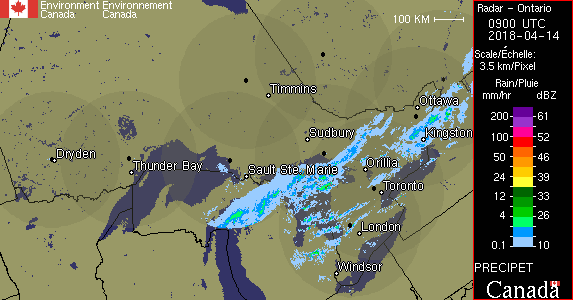 Environment Environnement
Canada Canada
100 KM
Timmins
Ottawa
Sudbury
Kingston
Dryden
Thunder Bay
Sault Ste. Marie
Orillia
Toronto
London
Windsor
Radar - Ontario
0900 UTC
2018-04-14
Scale/Échelle:
3.5 km/Pixel
Rain/Pluie
mm/hr dBZ
200 61
100 52
50 46
24 39
12 33
4 26
0.1 10
PRECIPET
Canada